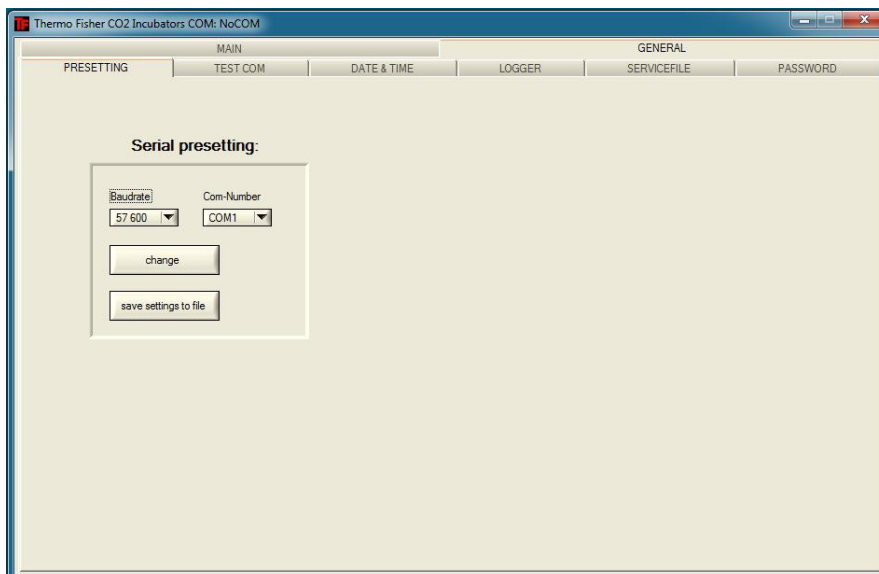 TF Thermo Fisher CO2 Incubators COM: NoCOM
MAIN GENERAL
PRESETTING TEST COM DATE & TIME LOGGER SERVICEFILE PASSWORD
Serial presetting:
Baudrate Com-Number
57 600 COM1
change
save settings to file